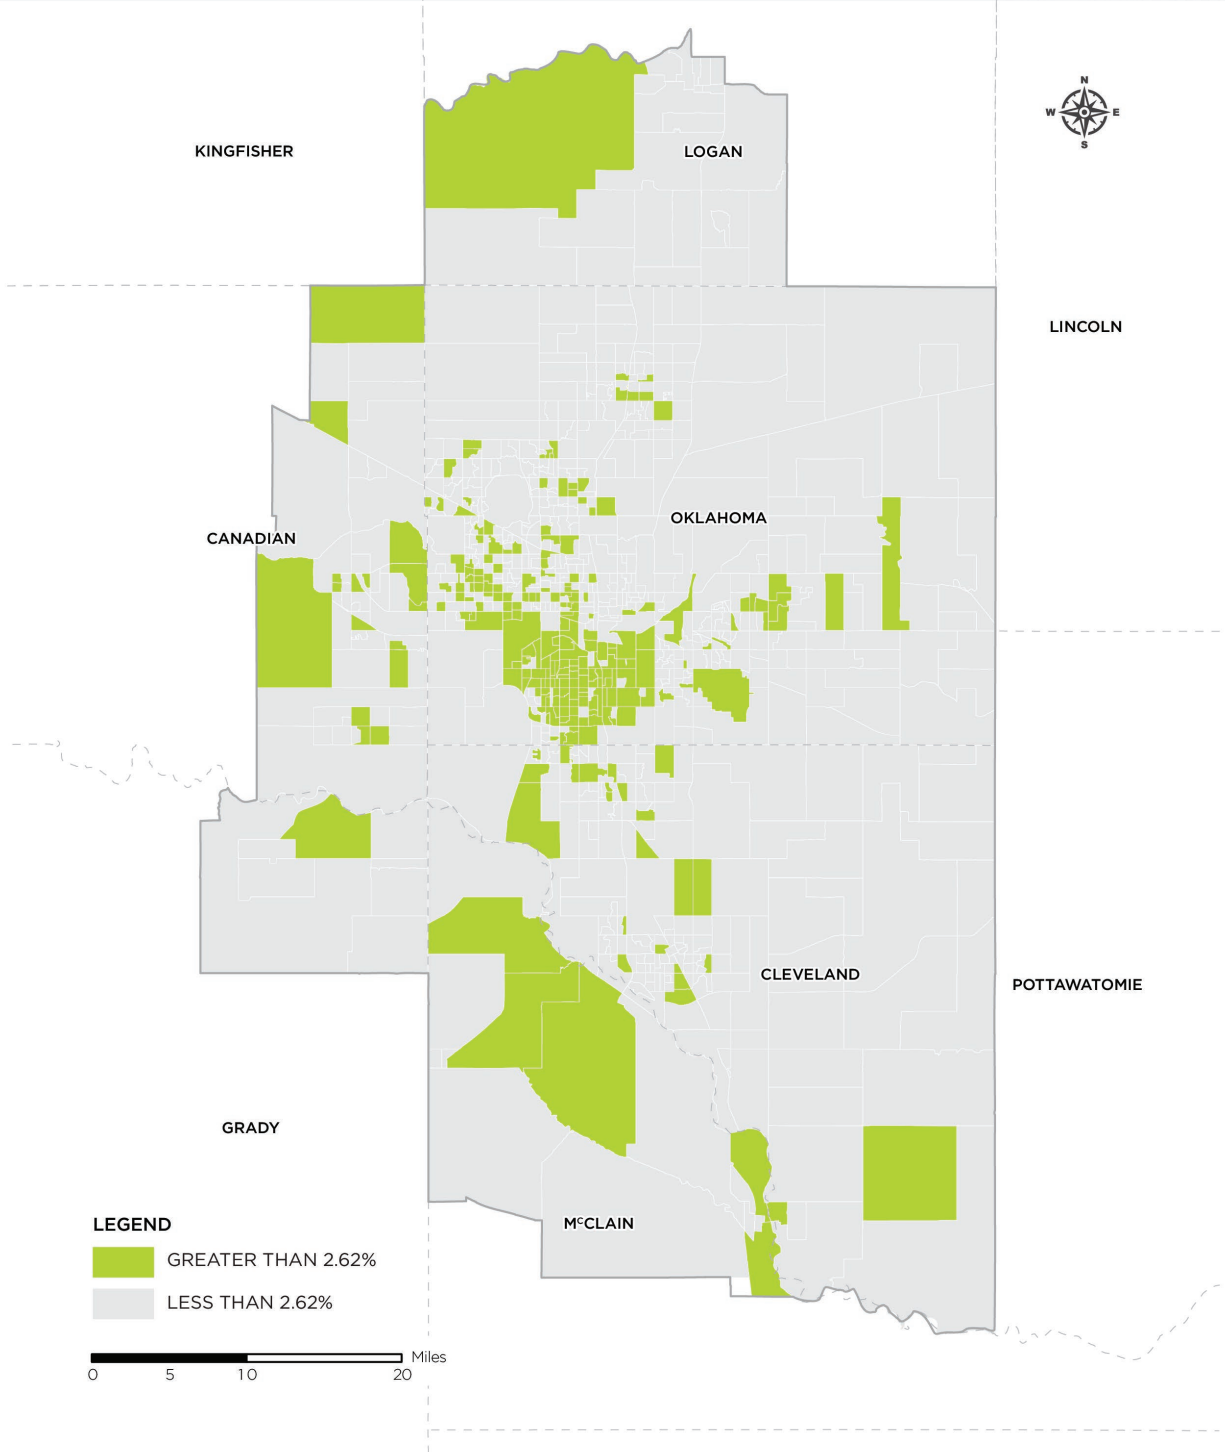 N
W E
S
KINGFISHER
LOGAN
LINCOLN
OKLAHOMA
CANADIAN
CLEVELAND
POTTAWATOMIE
GRADY
MCCLAIN
LEGEND
GREATER THAN 2.62%
LESS THAN 2.62%
Miles
0 5 10 20